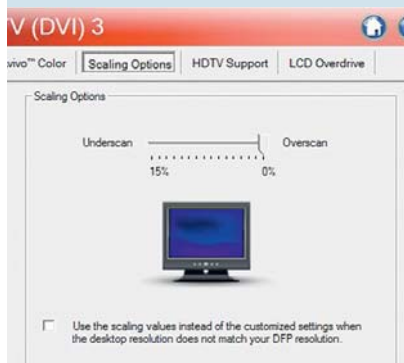 V (DVI) 3
vivo™ Color Scaling Options HDTV Support LCD Overdrive
Scaling Options
Underscan Overscan
15% 0%
Use the scaling values instead of the customized settings when
the desktop resolution does not match your DFP resolution.